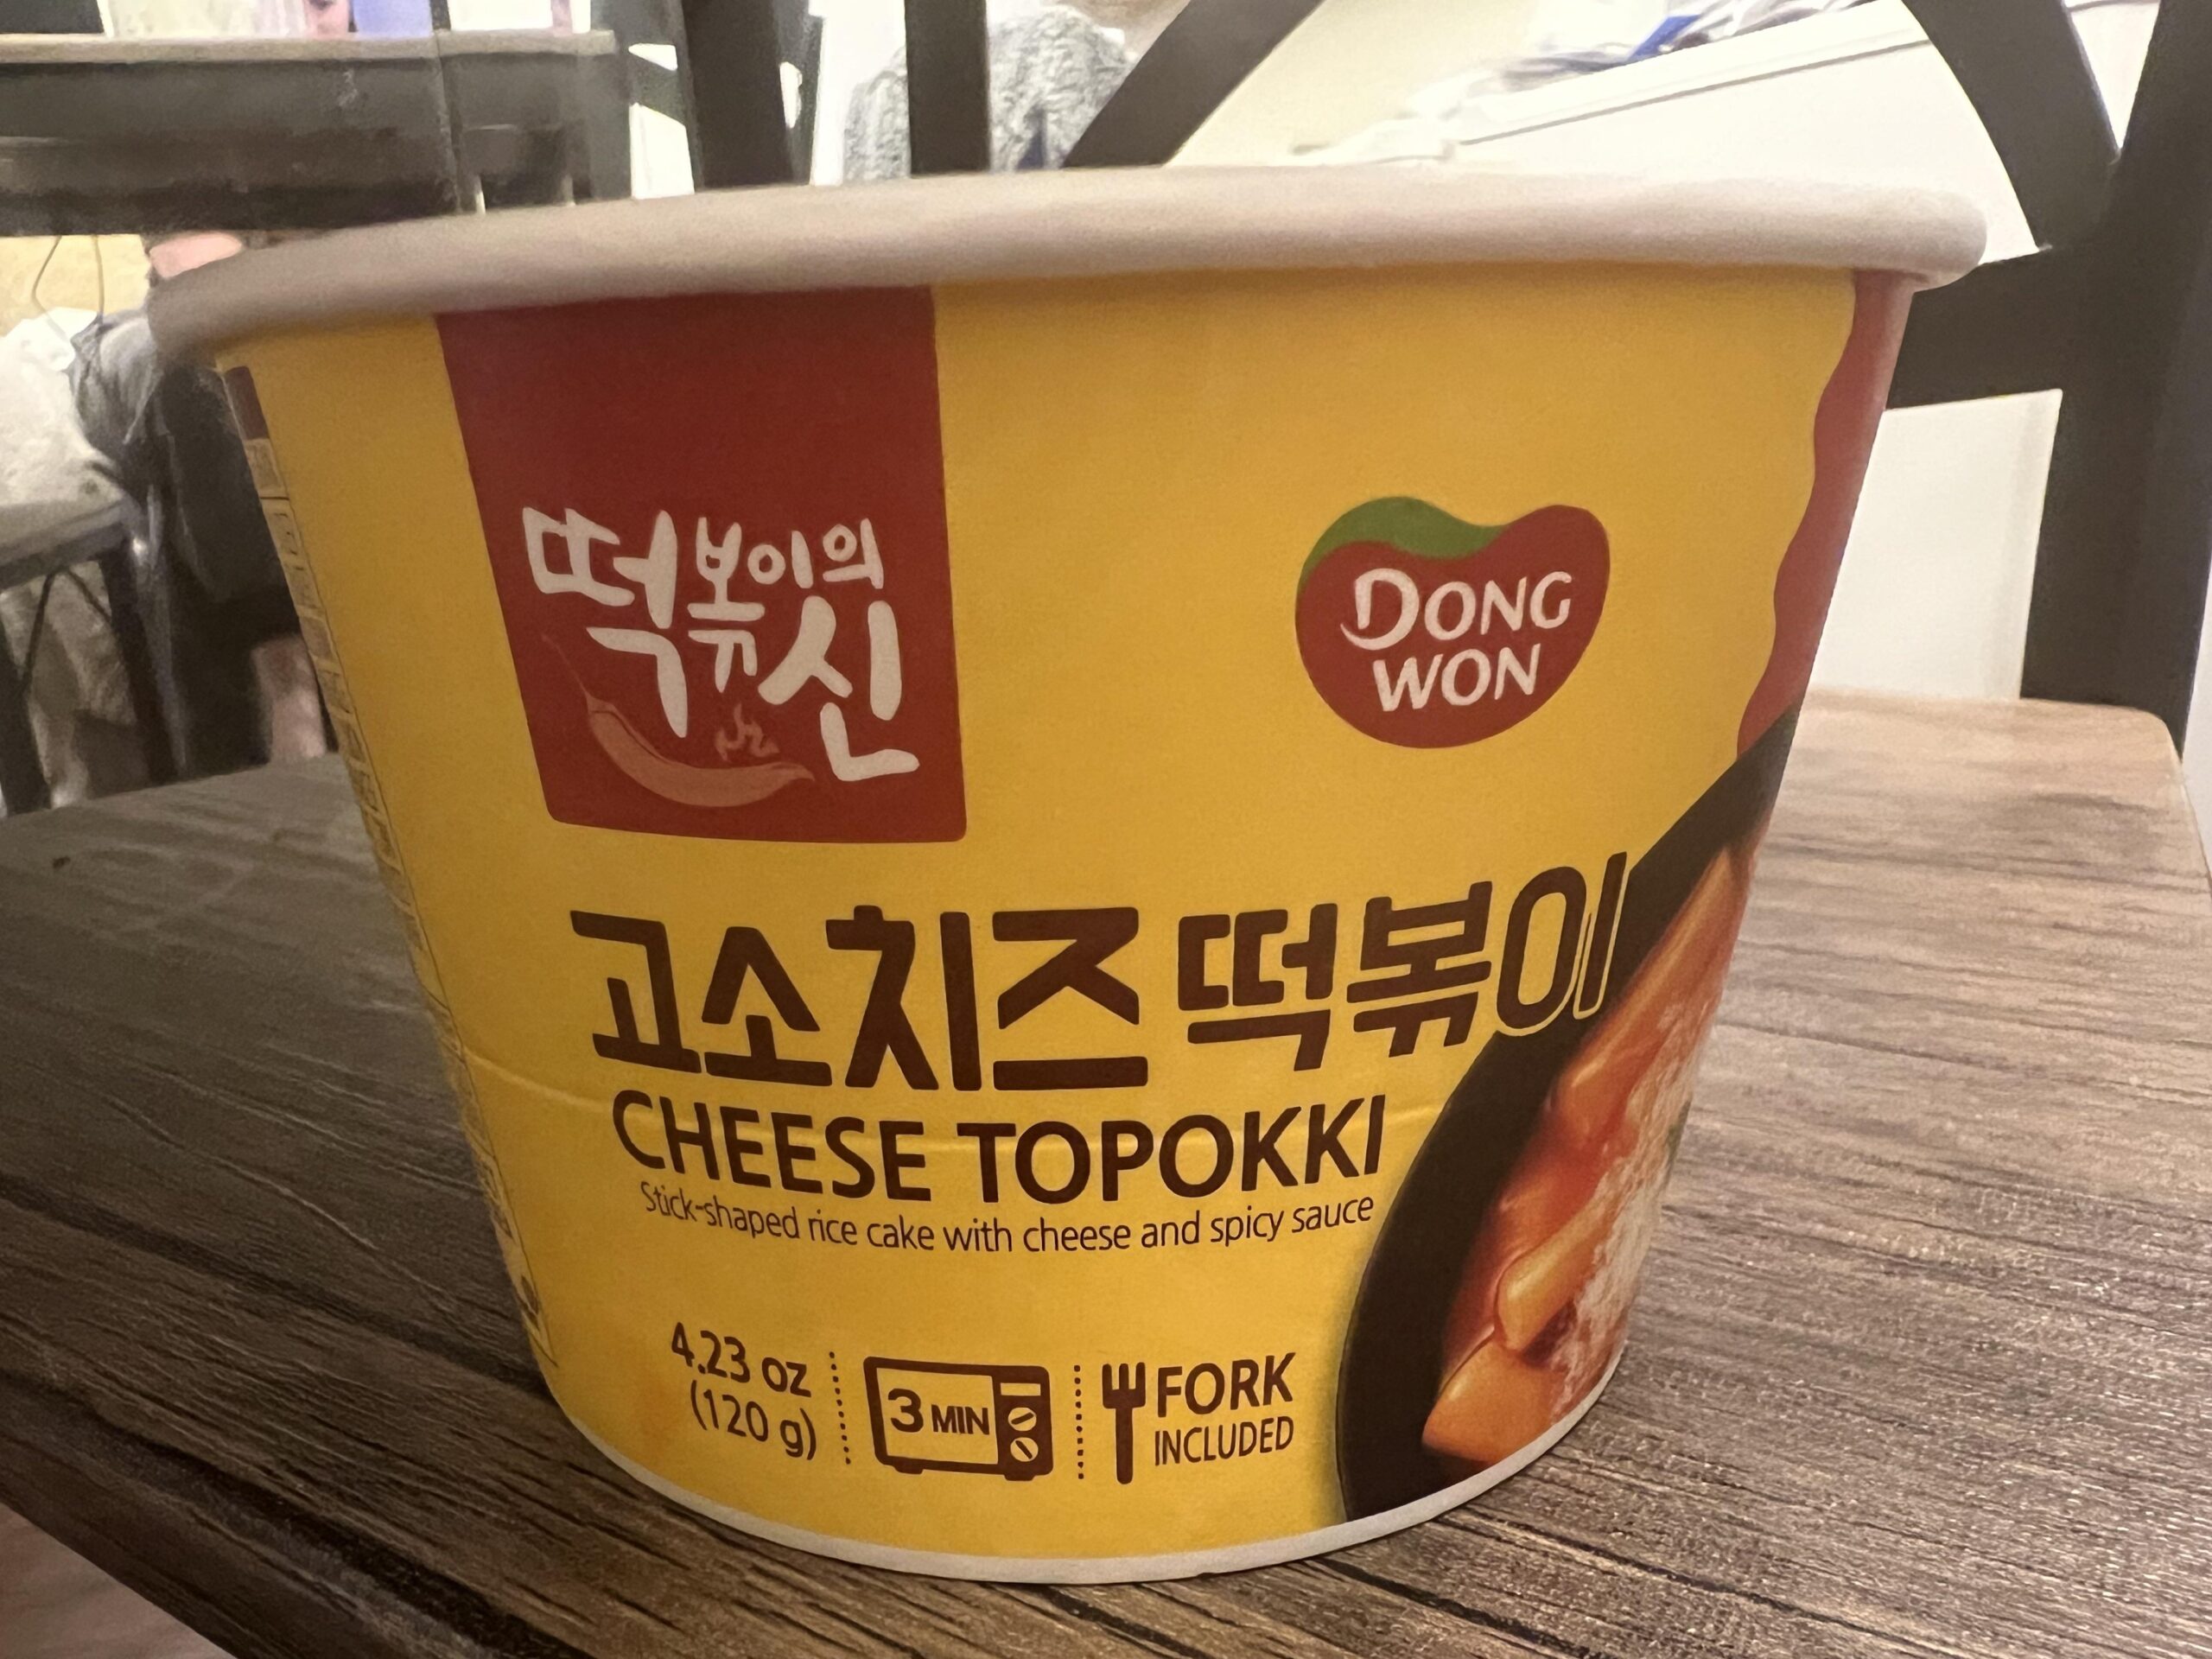 떡볶이의
신
DONG
WON
고소치즈 떡볶이
CHEESE TOPOKKI
Stick-shaped rice cake with cheese and spicy sauce
4.23 oz
(120 g)
3 MIN
FORK
INCLUDED